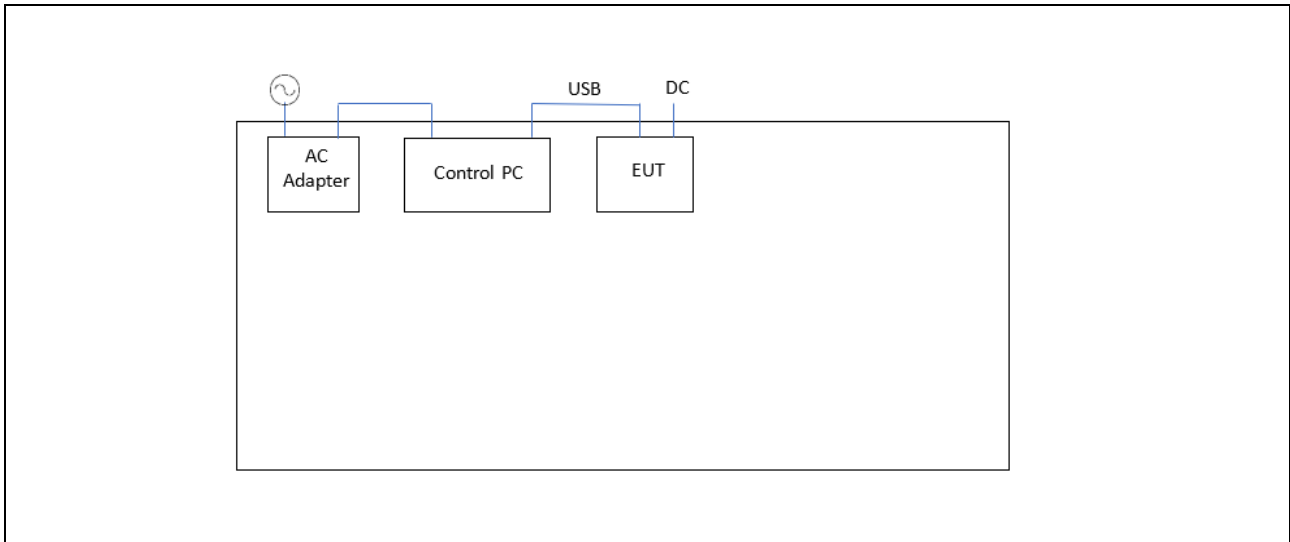 USB
DC
AC
Adapter
Control PC
EUT